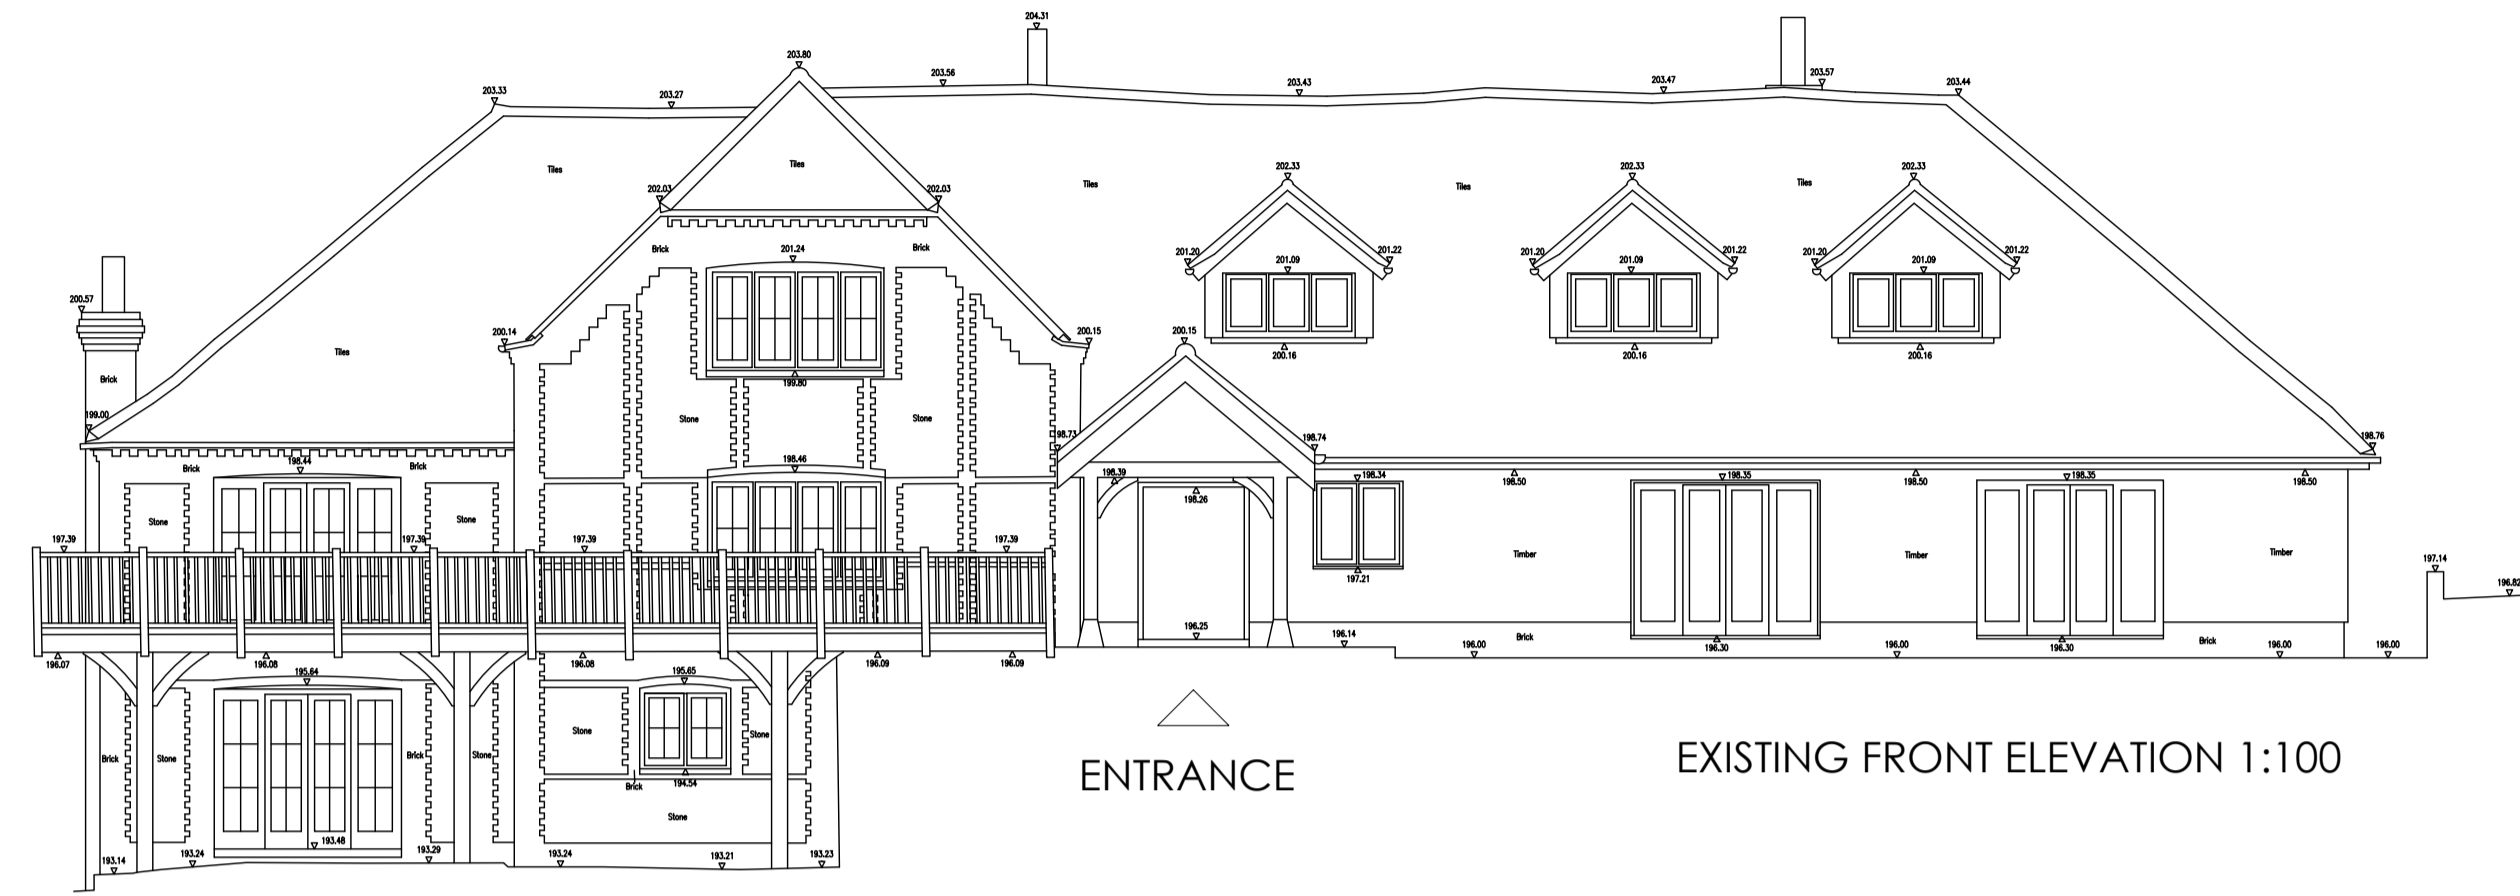 204.31
203.80
203.56
203.57
203.33
203.27
203.43
203.47
203.44
Tiles
Tiles
Tiles
Tiles
Tiles
202.33
202.33
202.33
202.03
202.03
Brick
201.24
Brick
201.20
201.22
201.20
201.22
201.20
201.22
201.09
201.09
201.09
200.57
200.14
200.15
200.15
Tiles
200.16
200.16
200.16
Brick
199.80
199.00
Stone
Stone
98.73
198.74
198.76
Brick
198.44
Brick
198.46
198.39
198.34
198.35
198.35
198.50
198.50
198.50
198.26
Stone
Stone
197.39
197.39
197.39
197.39
Timber
Timber
Timber
197.14
197.21
196.82
196.25
196.14
Brick
Brick
196.00
196.30
196.00
196.30
196.00
196.00
196.07
196.08
196.08
196.09
196.09
195.64
195.65
Brick
Stone
Brick
Stone
Stone
Stone
Brick
194.54
Stone
ENTRANCE
EXISTING FRONT ELEVATION 1:100
193.48
193.14
193.24
193.29
193.24
193.21
193.23